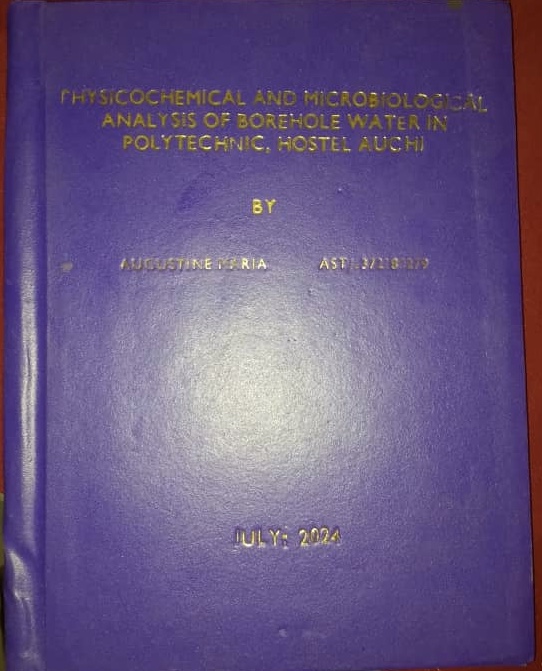 PHYSICOCHEMICAL AND MICROBIOLOGICAL
ANALYSIS OF BOREHOLE WATER IN
POLYTECHNIC, HOSTEL AUCHI
BY
AUGUSTINE MARIA
JULY: 2024